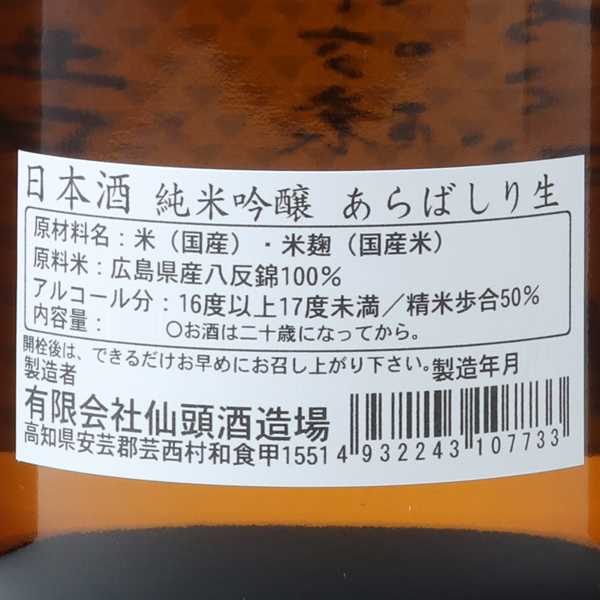 日本酒 純米吟醸 あらばしり生
原材料名：米（国産）・米麹（国産米）
原料米：広島県産八反錦100％
アルコール分：16度以上17度未満／精米歩合50％
内容量： 〇お酒は二十歳になってから。
開栓後は、できるだけお早めにお召し上がり下さい。
製造者 製造年月
有限会社仙頭酒造場
高知県安芸郡芸西村和食甲1551
4932243107733